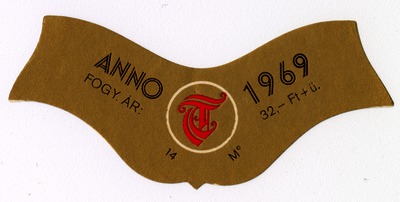 ANNO 1969
FOGY. ÁR: 32.- Ft + ü.
T
14 M°